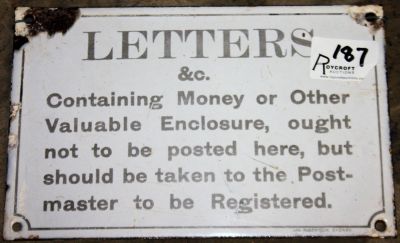 LETTERS
187
ROYCROFT
AUCTIONS
&c.
Containing Money or Other
Valuable Enclosure, ought
not to be posted here, but
should be taken to the Post-
master to be Registered.